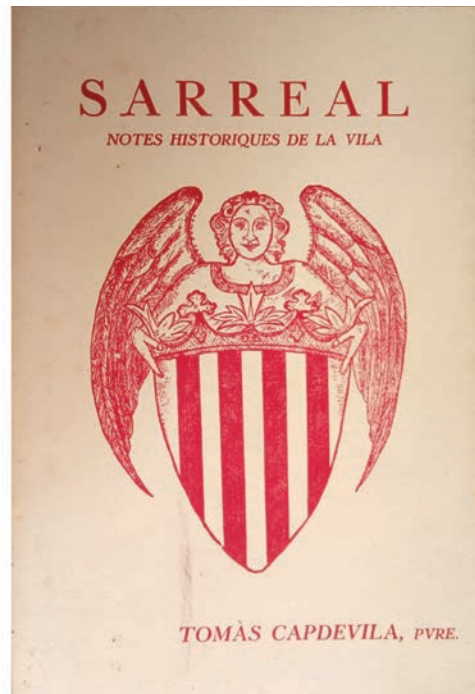 SARREAL
NOTES HISTORIQUES DE LA VILA
TOMÀS CAPDEVILA, PVRE.